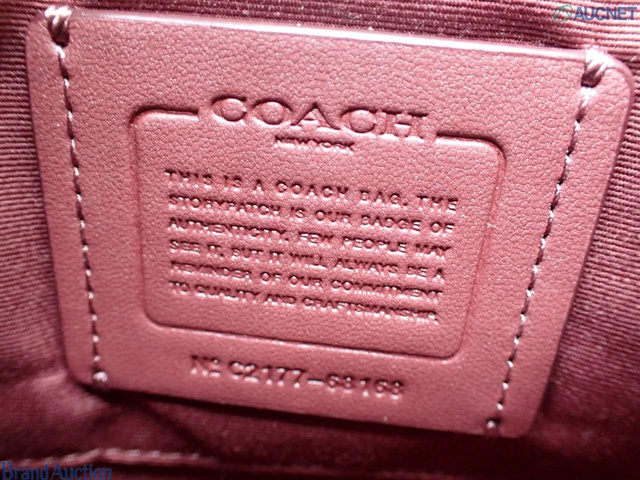 AUCNET
COACH
NEW YORK
THIS IS A COACH BAG. THE
STORYPATCH IS OUR BADGE OF
AUTHENTICITY. FEW PEOPLE MAY
SEE IT, BUT IT WILL ALWAYS BE A
REMINDER OF OUR COMMITMENT
TO QUALITY AND CRAFTSMANSHIP.
Nº C2177-68168
Brand Auction